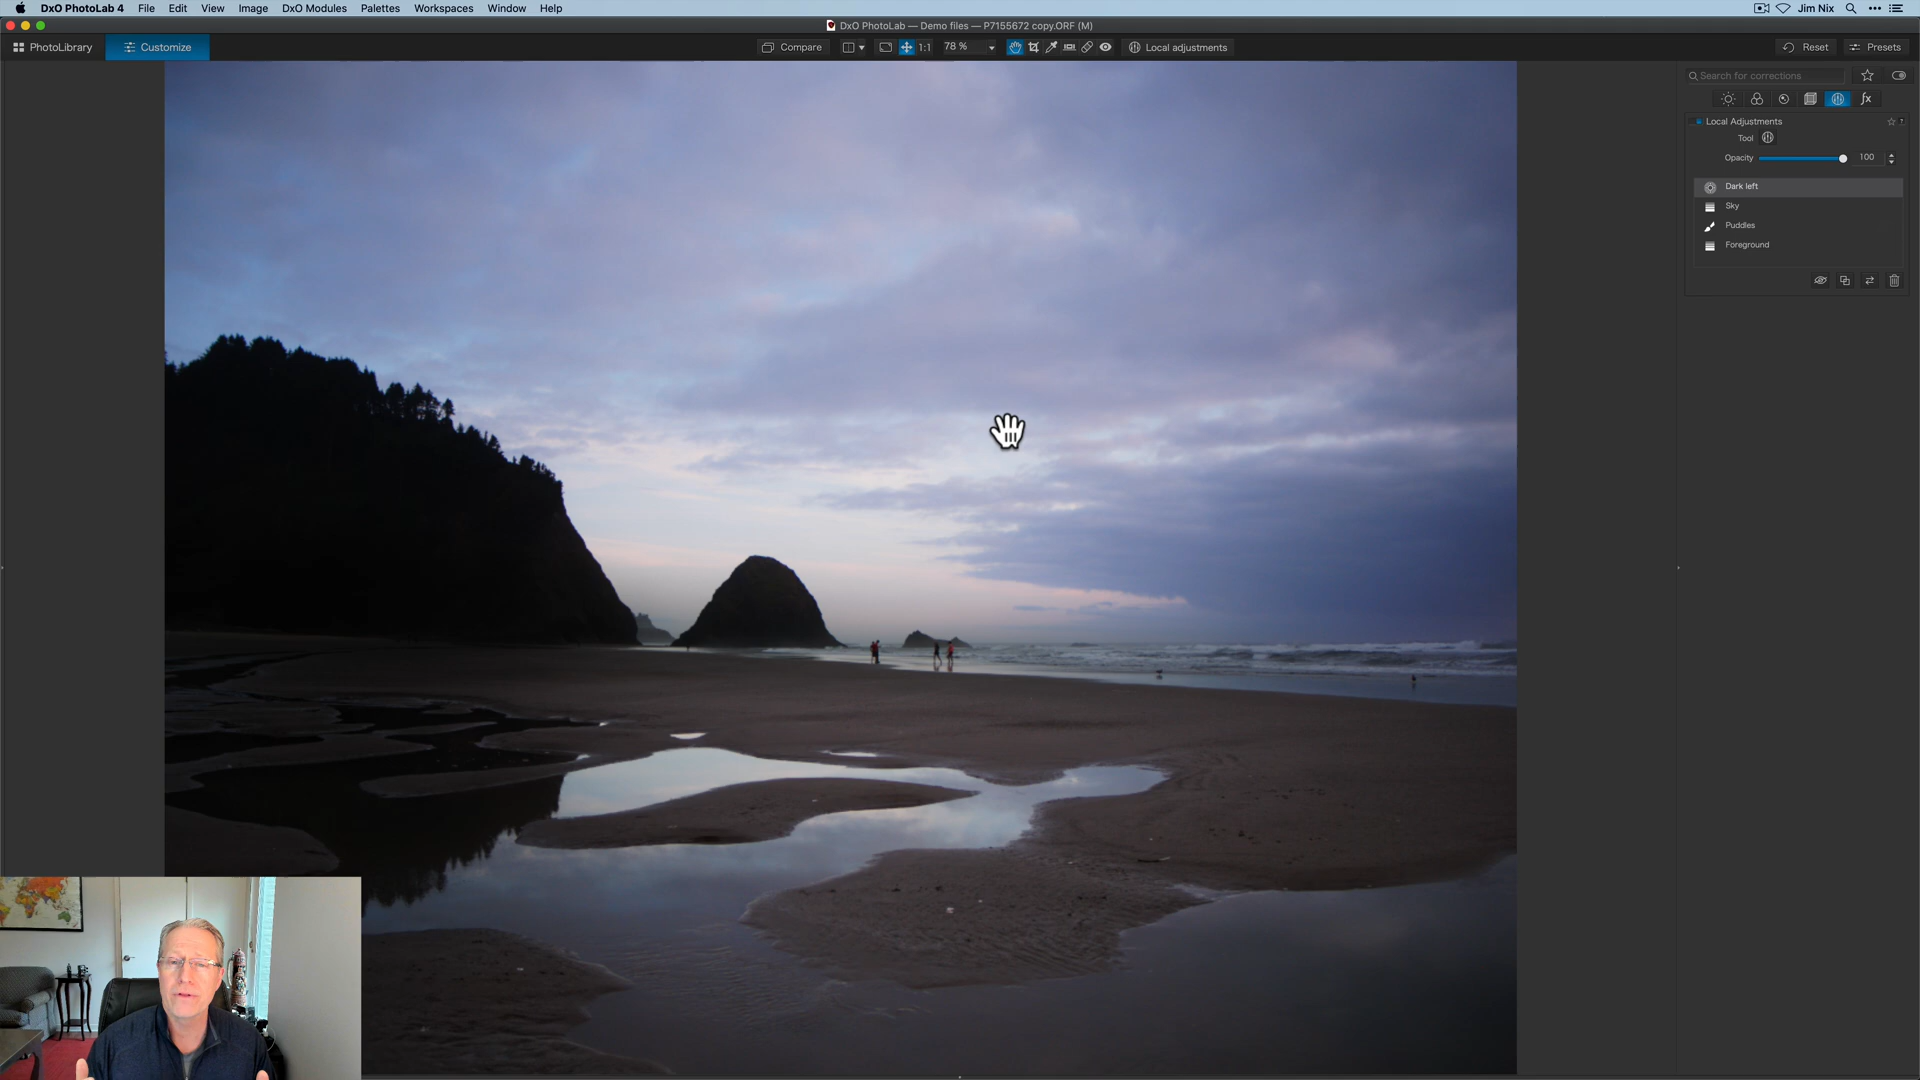 DxO PhotoLab 4 File Edit View Image DxO Modules Palettes Workspaces Window Help Jim Nix
DxO PhotoLab — Demo files — P7155672 copy.ORF (M)
PhotoLibrary Customize Compare 1:1 78 % Local adjustments Reset Presets
Search for corrections
fx
Local Adjustments ?
Tool
Opacity 100
Dark left
Sky
Puddles
Foreground